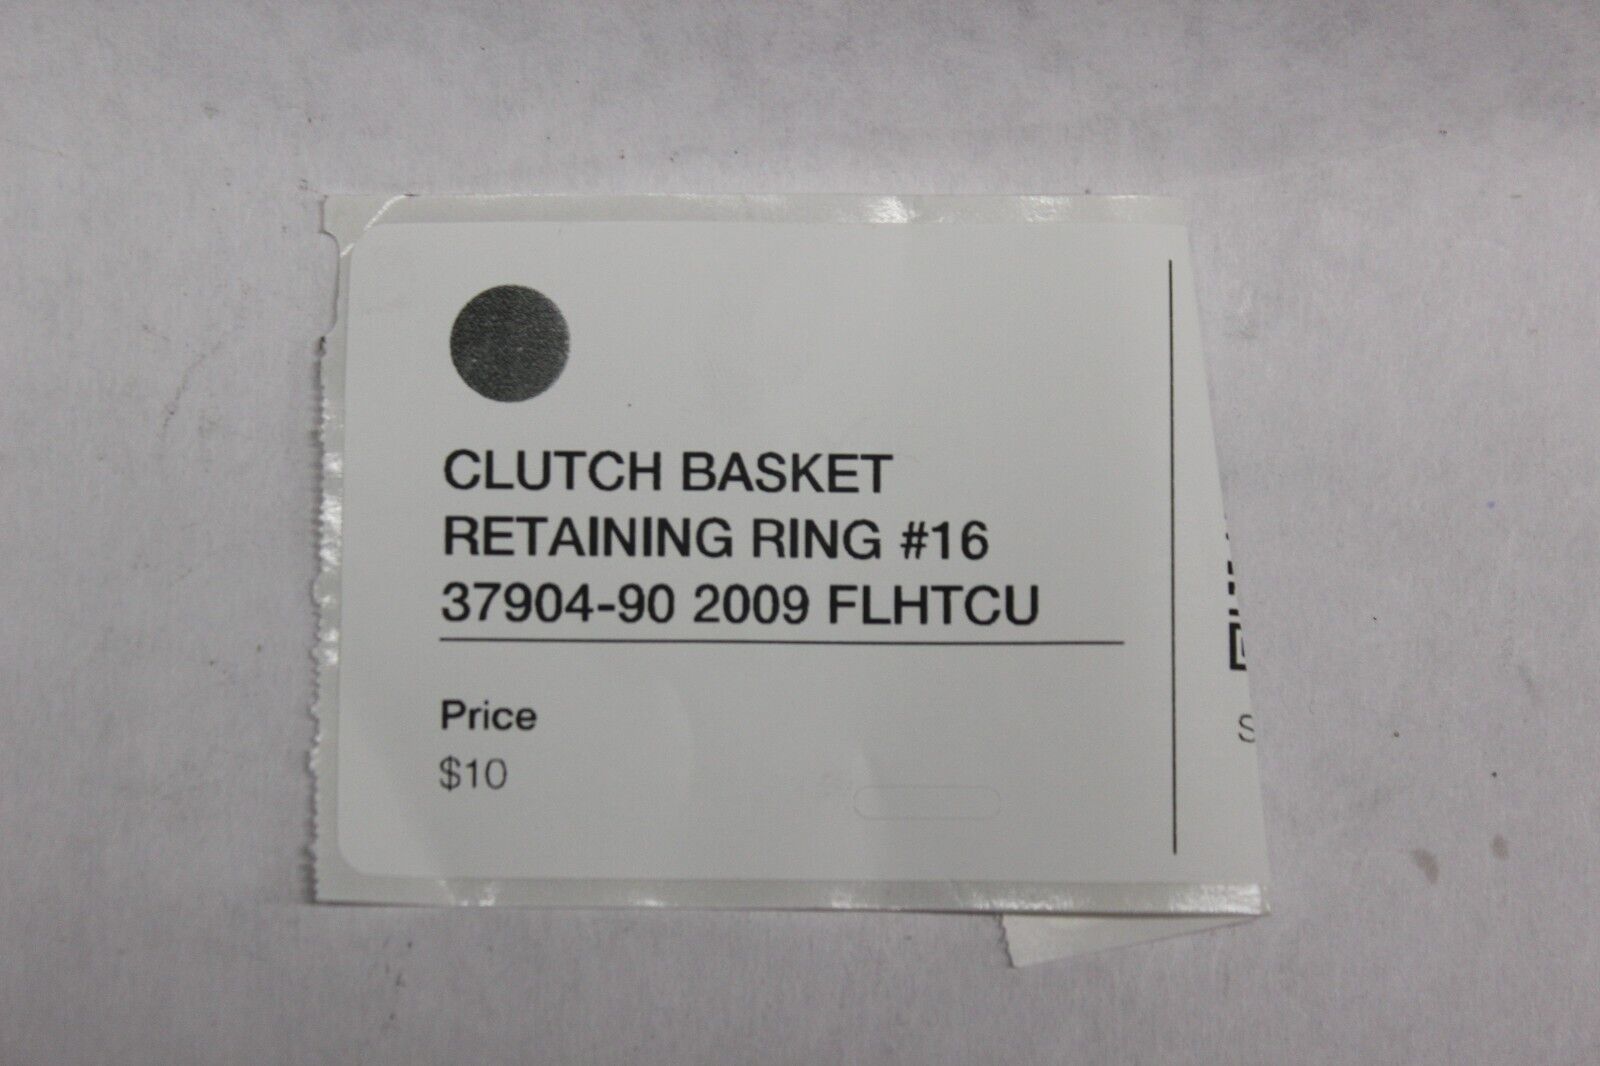 CLUTCH BASKET
RETAINING RING #16
37904-90 2009 FLHTCU
Price
$10